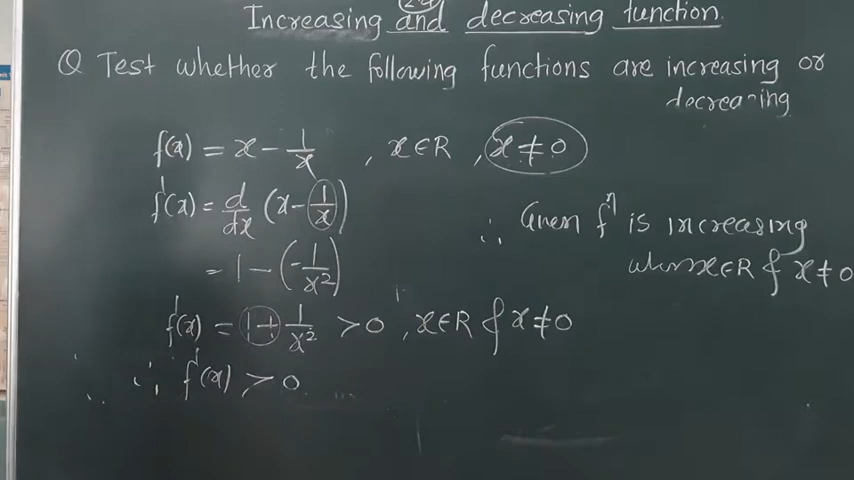 Increasing and decreasing function
Q Test whether the following functions are increasing or
decreasing
f(x) = x - 1/x , x∈R , x ≠ 0
f'(x) = d/dx (x - 1/x)
= 1 - (-1/x²)
f'(x) = 1 + 1/x² > 0 , x∈R & x ≠ 0
∴ f'(x) > 0
∴ Given fⁿ is increasing
when x∈R & x ≠ 0